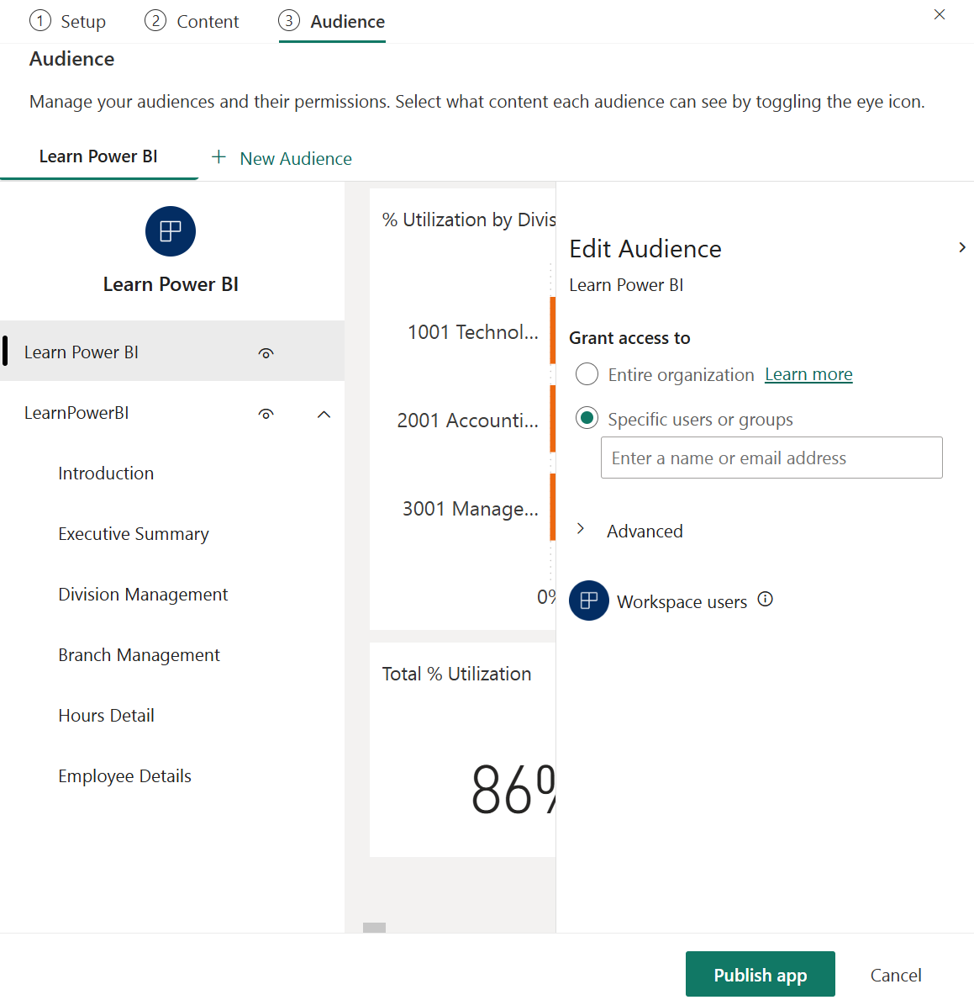 1 Setup
2 Content
3 Audience
Audience
Manage your audiences and their permissions. Select what content each audience can see by toggling the eye icon.
Learn Power BI
+ New Audience
Learn Power BI
Learn Power BI
LearnPowerBI
Introduction
Executive Summary
Division Management
Branch Management
Hours Detail
Employee Details
% Utilization by Divis
1001 Technol...
2001 Accounti...
3001 Manage...
0%
Total % Utilization
86%
Edit Audience
Learn Power BI
Grant access to
Entire organization Learn more
Specific users or groups
Enter a name or email address
Advanced
Workspace users
Publish app
Cancel